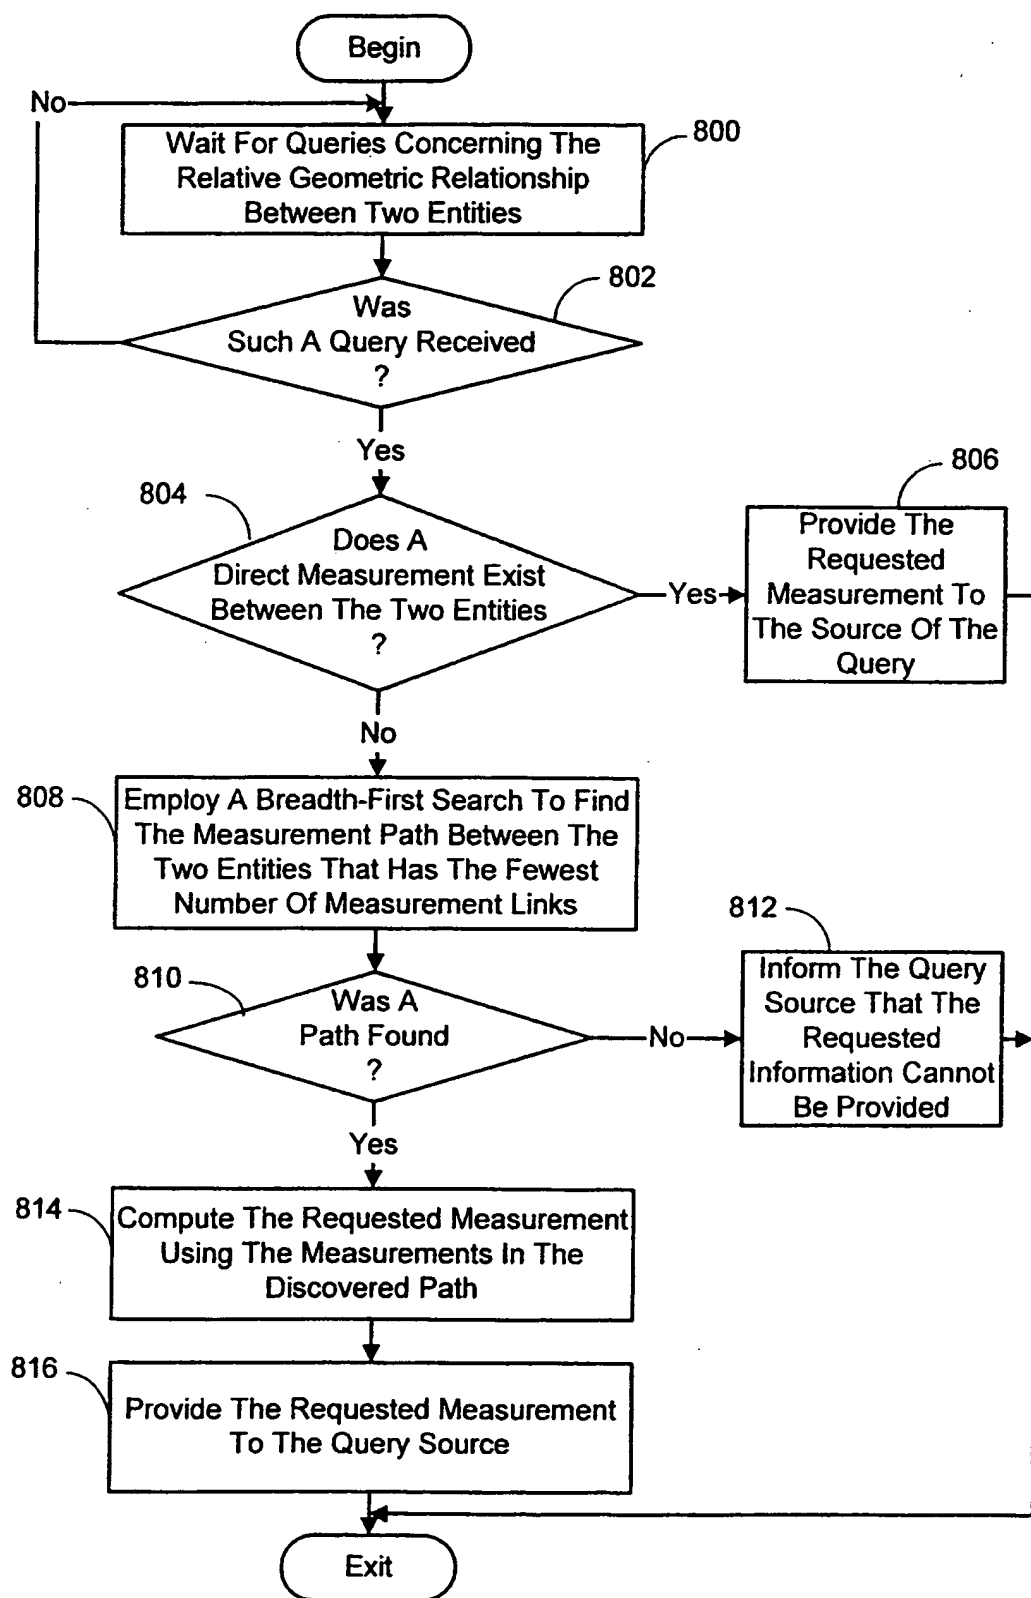 Begin
No
Wait For Queries Concerning The
Relative Geometric Relationship
Between Two Entities
800
802
Was
Such A Query Received
?
Yes
804
Does A
Direct Measurement Exist
Between The Two Entities
?
Yes
806
Provide The
Requested
Measurement To
The Source Of The
Query
No
808
Employ A Breadth-First Search To Find
The Measurement Path Between The
Two Entities That Has The Fewest
Number Of Measurement Links
810
Was A
Path Found
?
No
812
Inform The Query
Source That The
Requested
Information Cannot
Be Provided
Yes
814
Compute The Requested Measurement
Using The Measurements In The
Discovered Path
816
Provide The Requested Measurement
To The Query Source
Exit